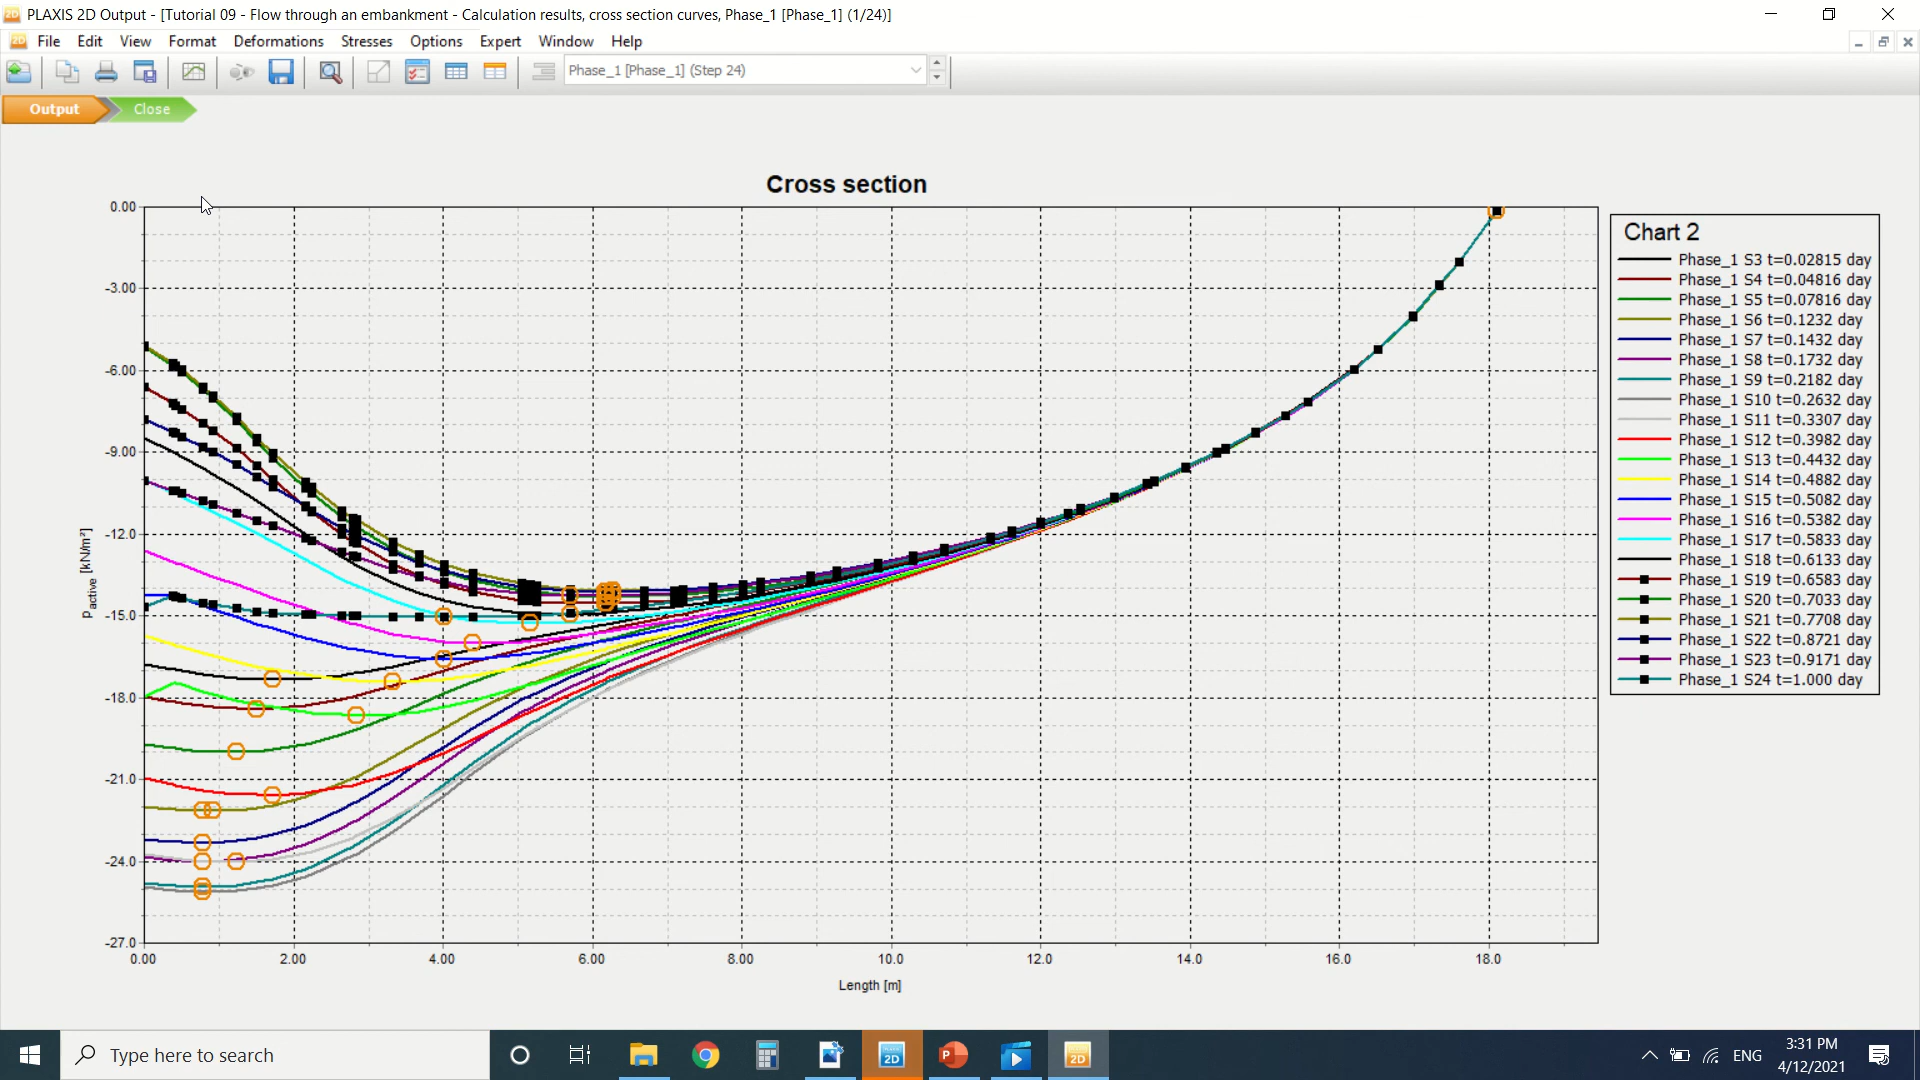 PLAXIS 2D Output - [Tutorial 09 - Flow through an embankment - Calculation results, cross section curves, Phase_1 [Phase_1] (1/24)]
File Edit View Format Deformations Stresses Options Expert Window Help
Phase_1 [Phase_1] (Step 24)
Output Close
Cross section
0.00
-3.00
-6.00
-9.00
-12.0
-15.0
-18.0
-21.0
-24.0
-27.0
p active [kN/m²]
0.00 2.00 4.00 6.00 8.00 10.0 12.0 14.0 16.0 18.0
Length [m]
Chart 2
Phase_1 S3 t=0.02815 day
Phase_1 S4 t=0.04816 day
Phase_1 S5 t=0.07816 day
Phase_1 S6 t=0.1232 day
Phase_1 S7 t=0.1432 day
Phase_1 S8 t=0.1732 day
Phase_1 S9 t=0.2182 day
Phase_1 S10 t=0.2632 day
Phase_1 S11 t=0.3307 day
Phase_1 S12 t=0.3982 day
Phase_1 S13 t=0.4432 day
Phase_1 S14 t=0.4882 day
Phase_1 S15 t=0.5082 day
Phase_1 S16 t=0.5382 day
Phase_1 S17 t=0.5833 day
Phase_1 S18 t=0.6133 day
Phase_1 S19 t=0.6583 day
Phase_1 S20 t=0.7033 day
Phase_1 S21 t=0.7708 day
Phase_1 S22 t=0.8721 day
Phase_1 S23 t=0.9171 day
Phase_1 S24 t=1.000 day
Type here to search
2D
P
2D
ENG
3:31 PM
4/12/2021